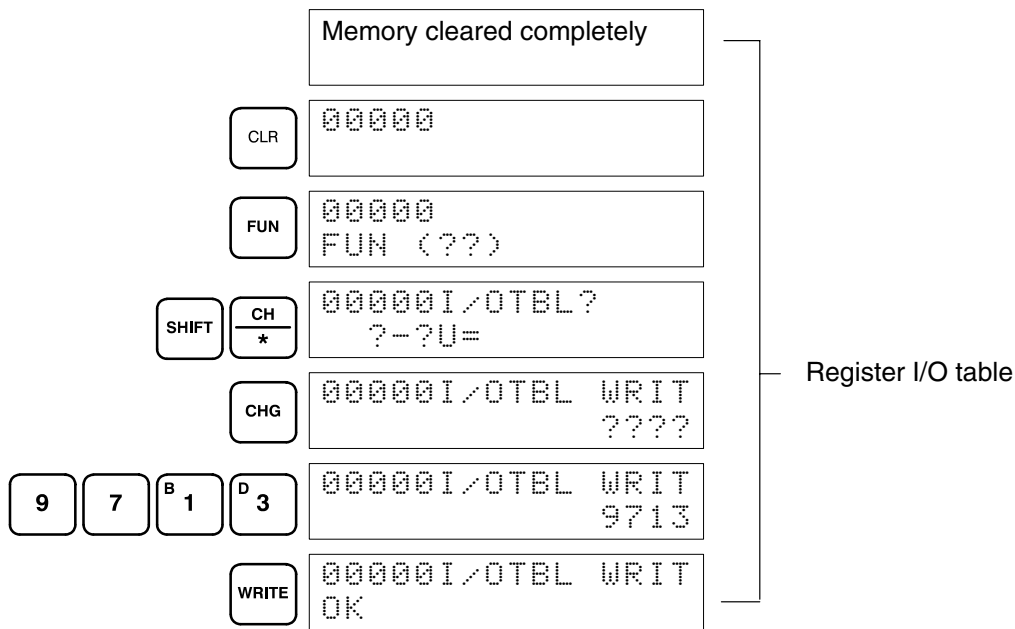 Memory cleared completely
CLR
00000
FUN
00000
FUN (??)
SHIFT
CH
*
00000I/OTBL?
?-?U=
CHG
00000I/OTBL WRIT
????
Register I/O table
9 7 B 1 D 3
00000I/OTBL WRIT
9713
WRITE
00000I/OTBL WRIT
OK